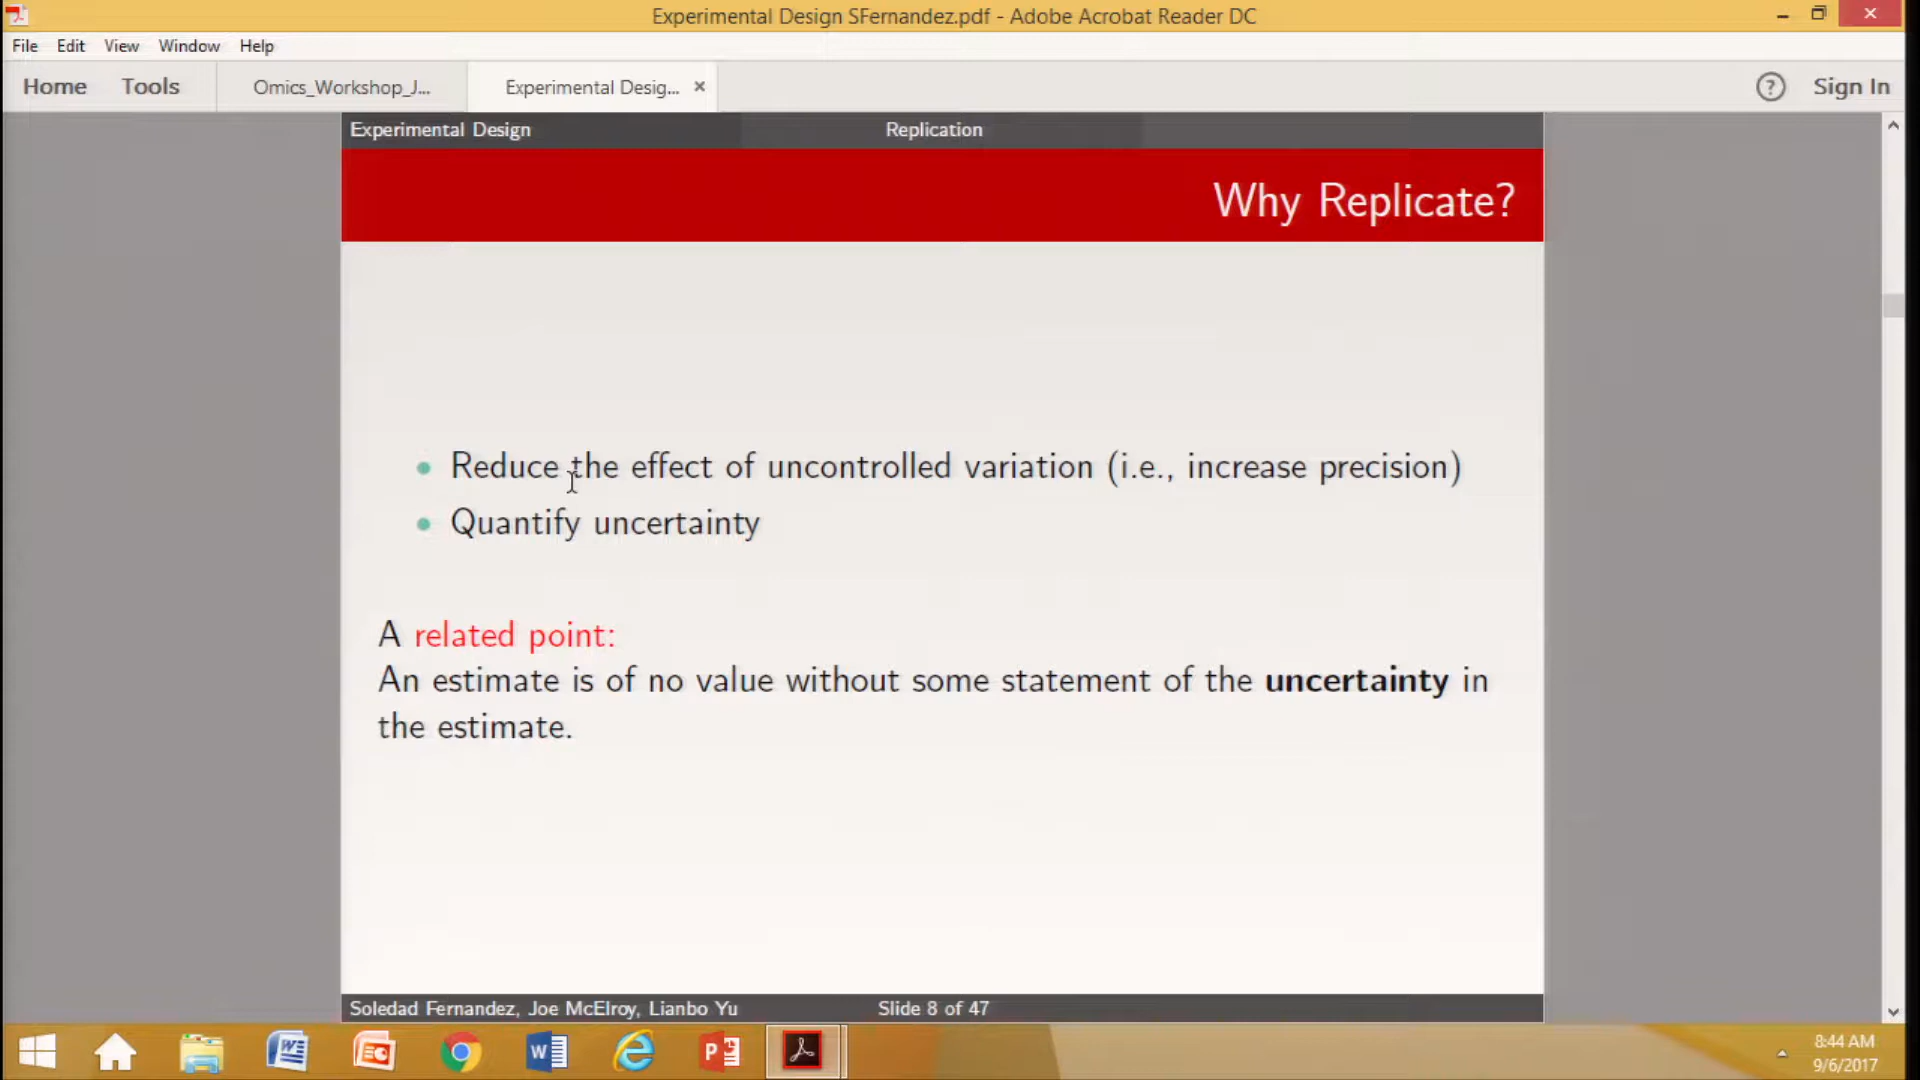 Experimental Design SFernandez.pdf - Adobe Acrobat Reader DC
File Edit View Window Help
Home Tools Omics_Workshop_J... Experimental Desig... × ? Sign In
Experimental Design Replication
Why Replicate?
• Reduce the effect of uncontrolled variation (i.e., increase precision)
• Quantify uncertainty
A related point:
An estimate is of no value without some statement of the uncertainty in
the estimate.
Soledad Fernandez, Joe McElroy, Lianbo Yu Slide 8 of 47
8:44 AM
9/6/2017